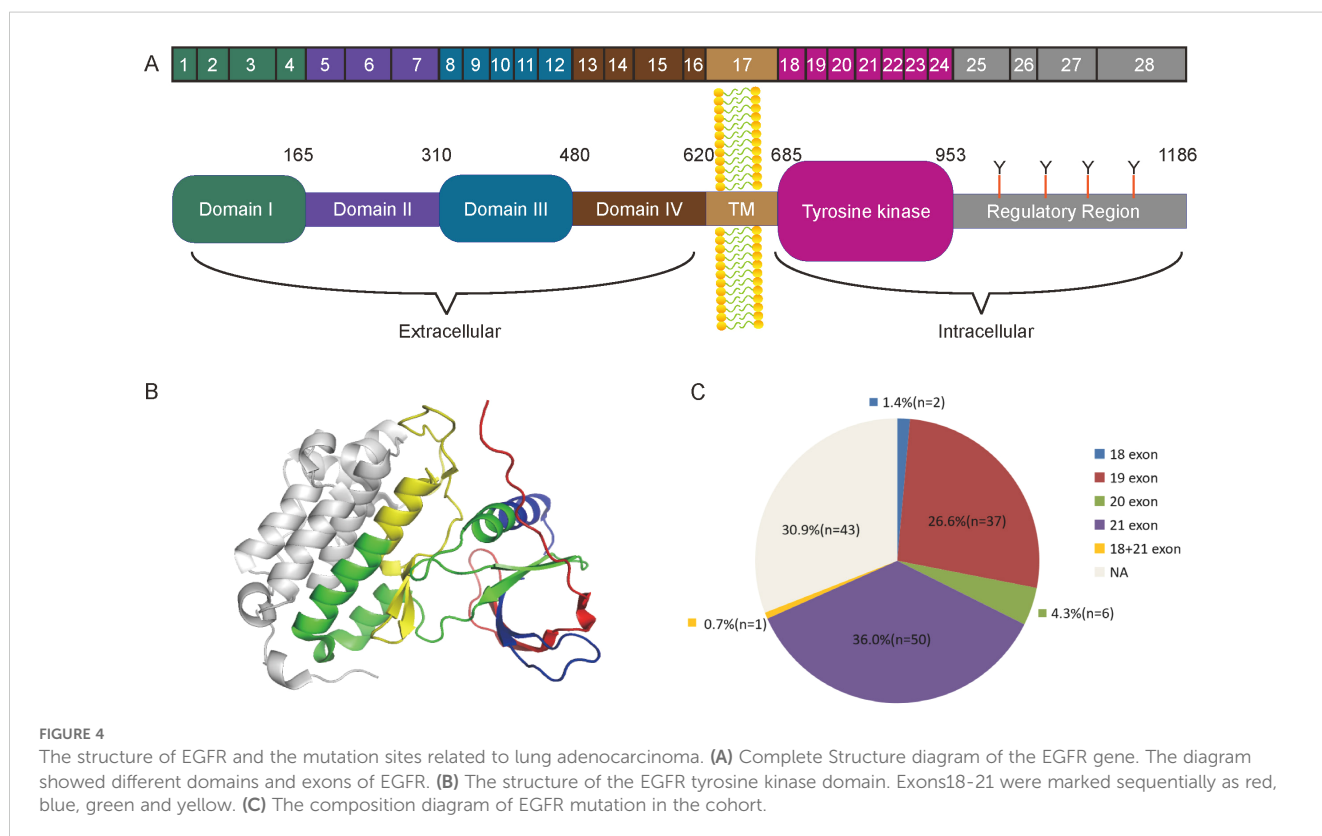 A
1 2 3 4 5 6 7 8 9 10 11 12 13 14 15 16 17 18 19 20 21 22 23 24 25 26 27 28
165 310 480 620 685 953 1186
Y Y Y Y
Domain I Domain II Domain III Domain IV TM Tyrosine kinase Regulatory Region
Extracellular Intracellular
B
C
1.4%(n=2)
18 exon
19 exon
20 exon
21 exon
18+21 exon
NA
30.9%(n=43)
26.6%(n=37)
0.7%(n=1)
36.0%(n=50)
4.3%(n=6)
FIGURE 4
The structure of EGFR and the mutation sites related to lung adenocarcinoma. (A) Complete Structure diagram of the EGFR gene. The diagram
showed different domains and exons of EGFR. (B) The structure of the EGFR tyrosine kinase domain. Exons18-21 were marked sequentially as red,
blue, green and yellow. (C) The composition diagram of EGFR mutation in the cohort.